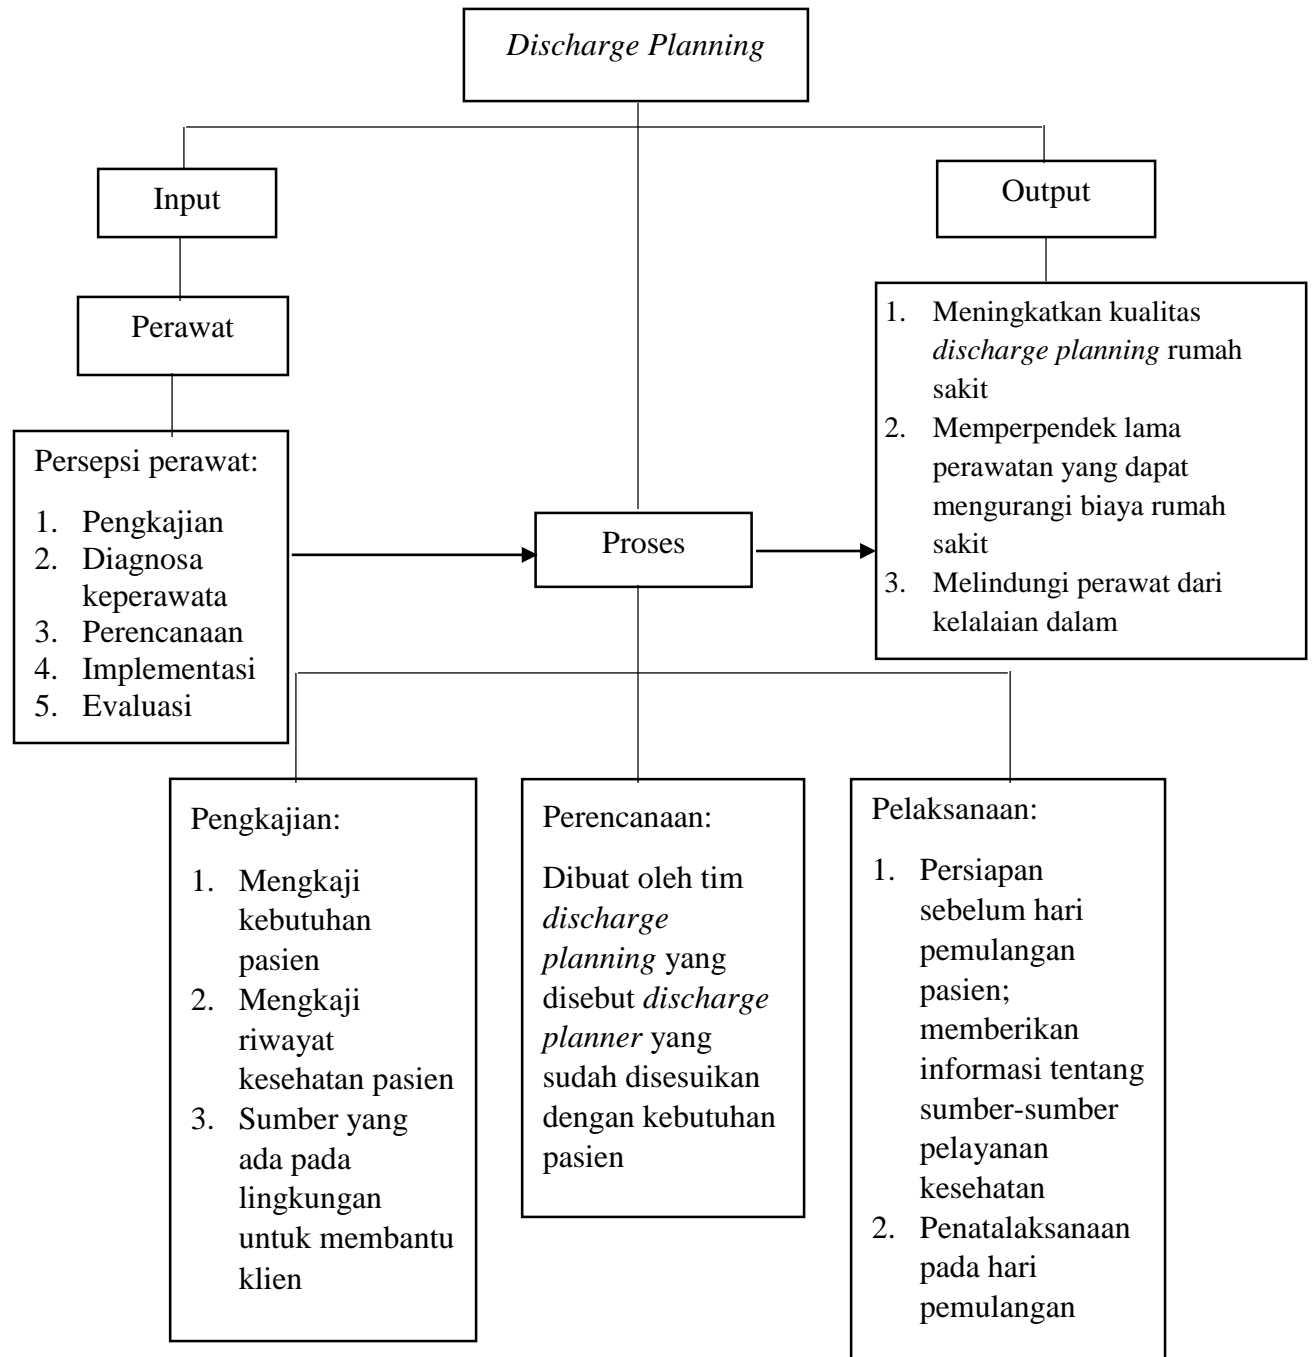 Discharge Planning
Input
Output
Perawat
1. Meningkatkan kualitas
discharge planning rumah
sakit
2. Memperpendek lama
perawatan yang dapat
mengurangi biaya rumah
sakit
3. Melindungi perawat dari
kelalaian dalam
Persepsi perawat:
1. Pengkajian
2. Diagnosa
keperawata
3. Perencanaan
4. Implementasi
5. Evaluasi
Proses
Pengkajian:
1. Mengkaji
kebutuhan
pasien
2. Mengkaji
riwayat
kesehatan pasien
3. Sumber yang
ada pada
lingkungan
untuk membantu
klien
Perencanaan:
Dibuat oleh tim
discharge
planning yang
disebut discharge
planner yang
sudah disesuikan
dengan kebutuhan
pasien
Pelaksanaan:
1. Persiapan
sebelum hari
pemulangan
pasien;
memberikan
informasi tentang
sumber-sumber
pelayanan
kesehatan
2. Penatalaksanaan
pada hari
pemulangan